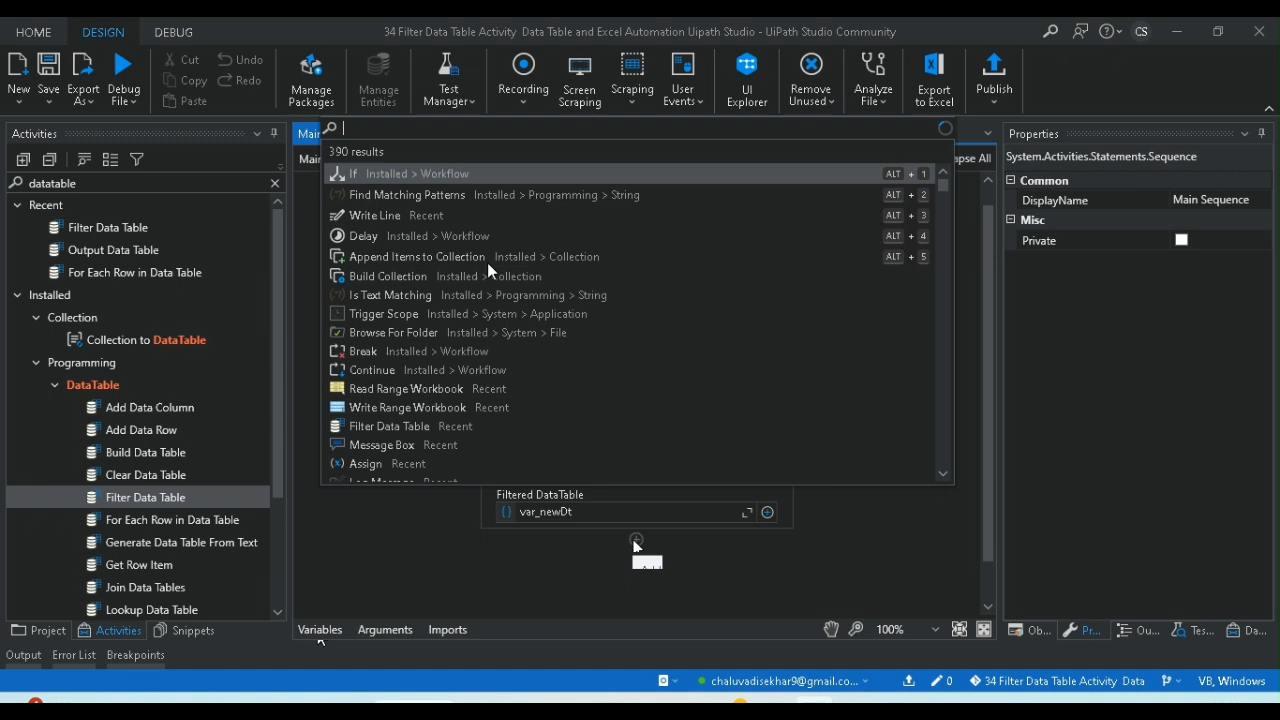 HOME DESIGN DEBUG 34 Filter Data Table Activity Data and Excel Automation Uipath Studio - UiPath Studio Community CS
New Save Export As Debug File Cut Copy Paste Undo Redo Manage Packages Manage Entities Test Manager Recording Screen Scraping Scraping User Events UI Explorer Remove Unused Analyze File Export to Excel Publish
Activities
datatable
Recent
Filter Data Table
Output Data Table
For Each Row in Data Table
Installed
Collection
Collection to DataTable
Programming
DataTable
Add Data Column
Add Data Row
Build Data Table
Clear Data Table
Filter Data Table
For Each Row in Data Table
Generate Data Table From Text
Get Row Item
Join Data Tables
Lookup Data Table
Project Activities Snippets
Main
Main
apse All
390 results
If Installed > Workflow ALT + 1
Find Matching Patterns Installed > Programming > String ALT + 2
Write Line Recent ALT + 3
Delay Installed > Workflow ALT + 4
Append Items to Collection Installed > Collection ALT + 5
Build Collection Installed > Collection
Is Text Matching Installed > Programming > String
Trigger Scope Installed > System > Application
Browse For Folder Installed > System > File
Break Installed > Workflow
Continue Installed > Workflow
Read Range Workbook Recent
Write Range Workbook Recent
Filter Data Table Recent
Message Box Recent
Assign Recent
Filtered DataTable
var_newDt
Variables Arguments Imports 100%
Properties
System.Activities.Statements.Sequence
Common
DisplayName Main Sequence
Misc
Private
Ob... Pr... Ou... Tes... Da...
Output Error List Breakpoints
chaluvadisekhar9@gmail.co... 0 34 Filter Data Table Activity Data VB, Windows